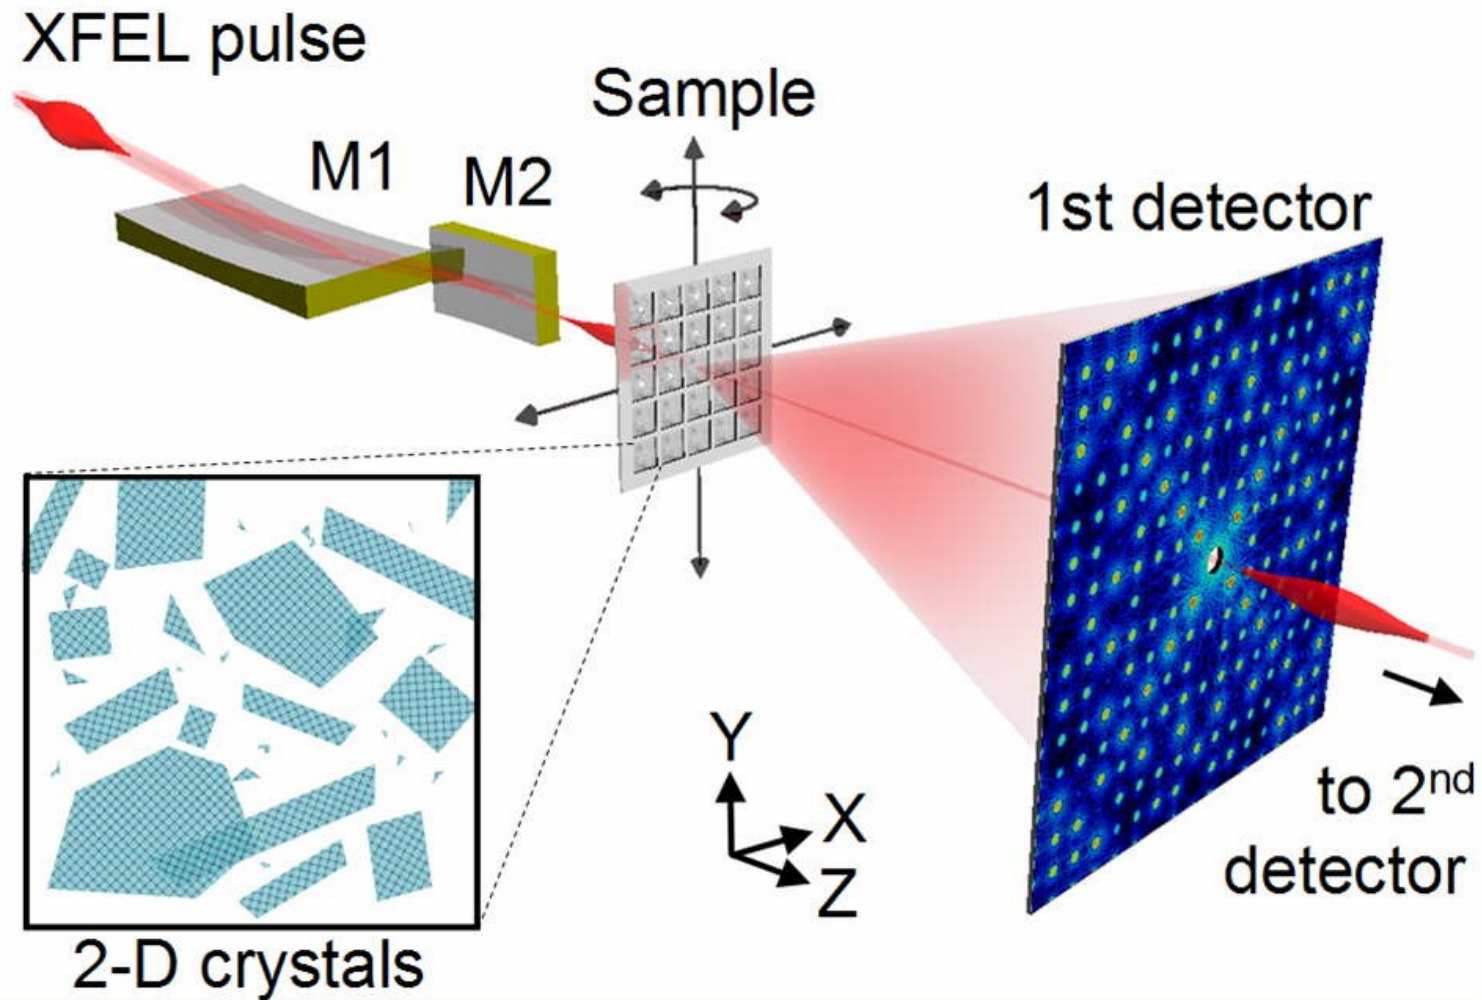 XFEL pulse
M1
M2
Sample
1st detector
Y
X
Z
to 2nd
detector
2-D crystals